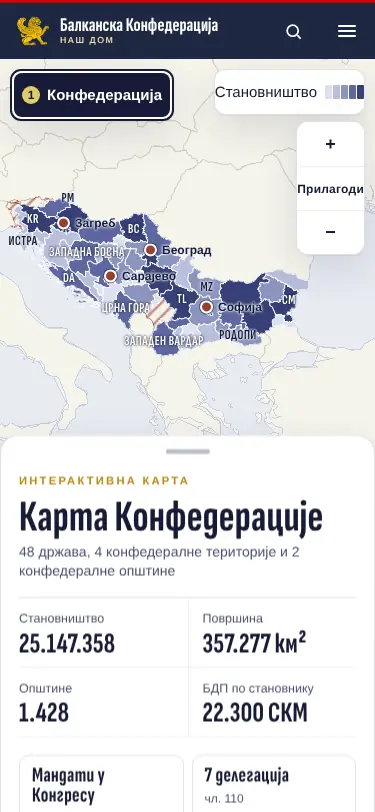 Балканска Конфедерација
НАШ ДОМ
1 Конфедерација
Становништво
+
Прилагоди
−
РМ
KR
Загреб
ВС
ИСТРА
ЗАПАДНА БОСНА
Београд
DA
Сарајево
MZ
ЦРНА ГОРА
TL
Софија
СМ
ЗАПАДЕН ВАРДАР
РОДОПИ
ИНТЕРАКТИВНА КАРТА
Карта Конфедерације
48 држава, 4 конфедералне територије и 2
конфедералне општине
Становништво
Површина
25.147.358
357.277 км²
Општине
БДП по становнику
1.428
22.300 СКМ
Мандати у
Конгресу
7 делегација
чл. 110